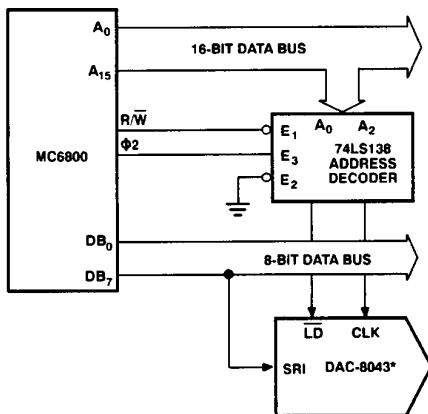 A0
16-BIT DATA BUS
A15
MC6800
R/W̅
ϕ2
E1
E3
E2
A0 A2
74LS138
ADDRESS
DECODER
DB0
8-BIT DATA BUS
DB7
L̅D̅ CLK
SRI DAC-8043*